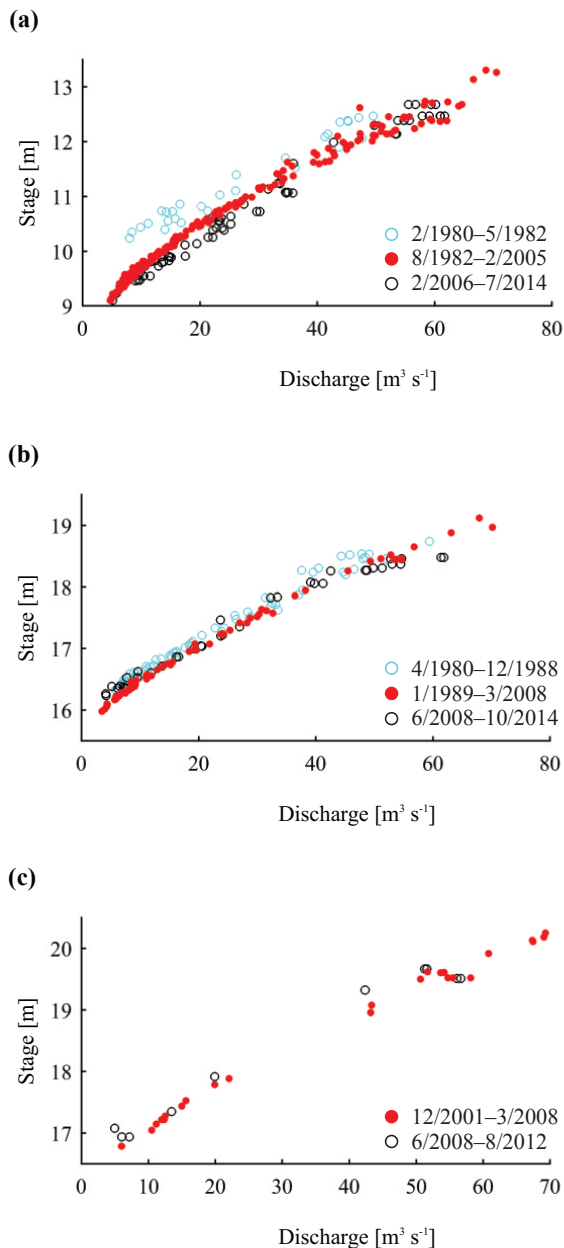 (a)
13
12
11
10
9
Stage [m]
2/1980–5/1982
8/1982–2/2005
2/2006–7/2014
20 40 60 80
Discharge [m³ s⁻¹]
(b)
19
18
17
16
Stage [m]
4/1980–12/1988
1/1989–3/2008
6/2008–10/2014
0 20 40 60 80
Discharge [m³ s⁻¹]
(c)
20
19
18
17
Stage [m]
12/2001–3/2008
6/2008–8/2012
0 10 20 30 40 50 60 70
Discharge [m³ s⁻¹]